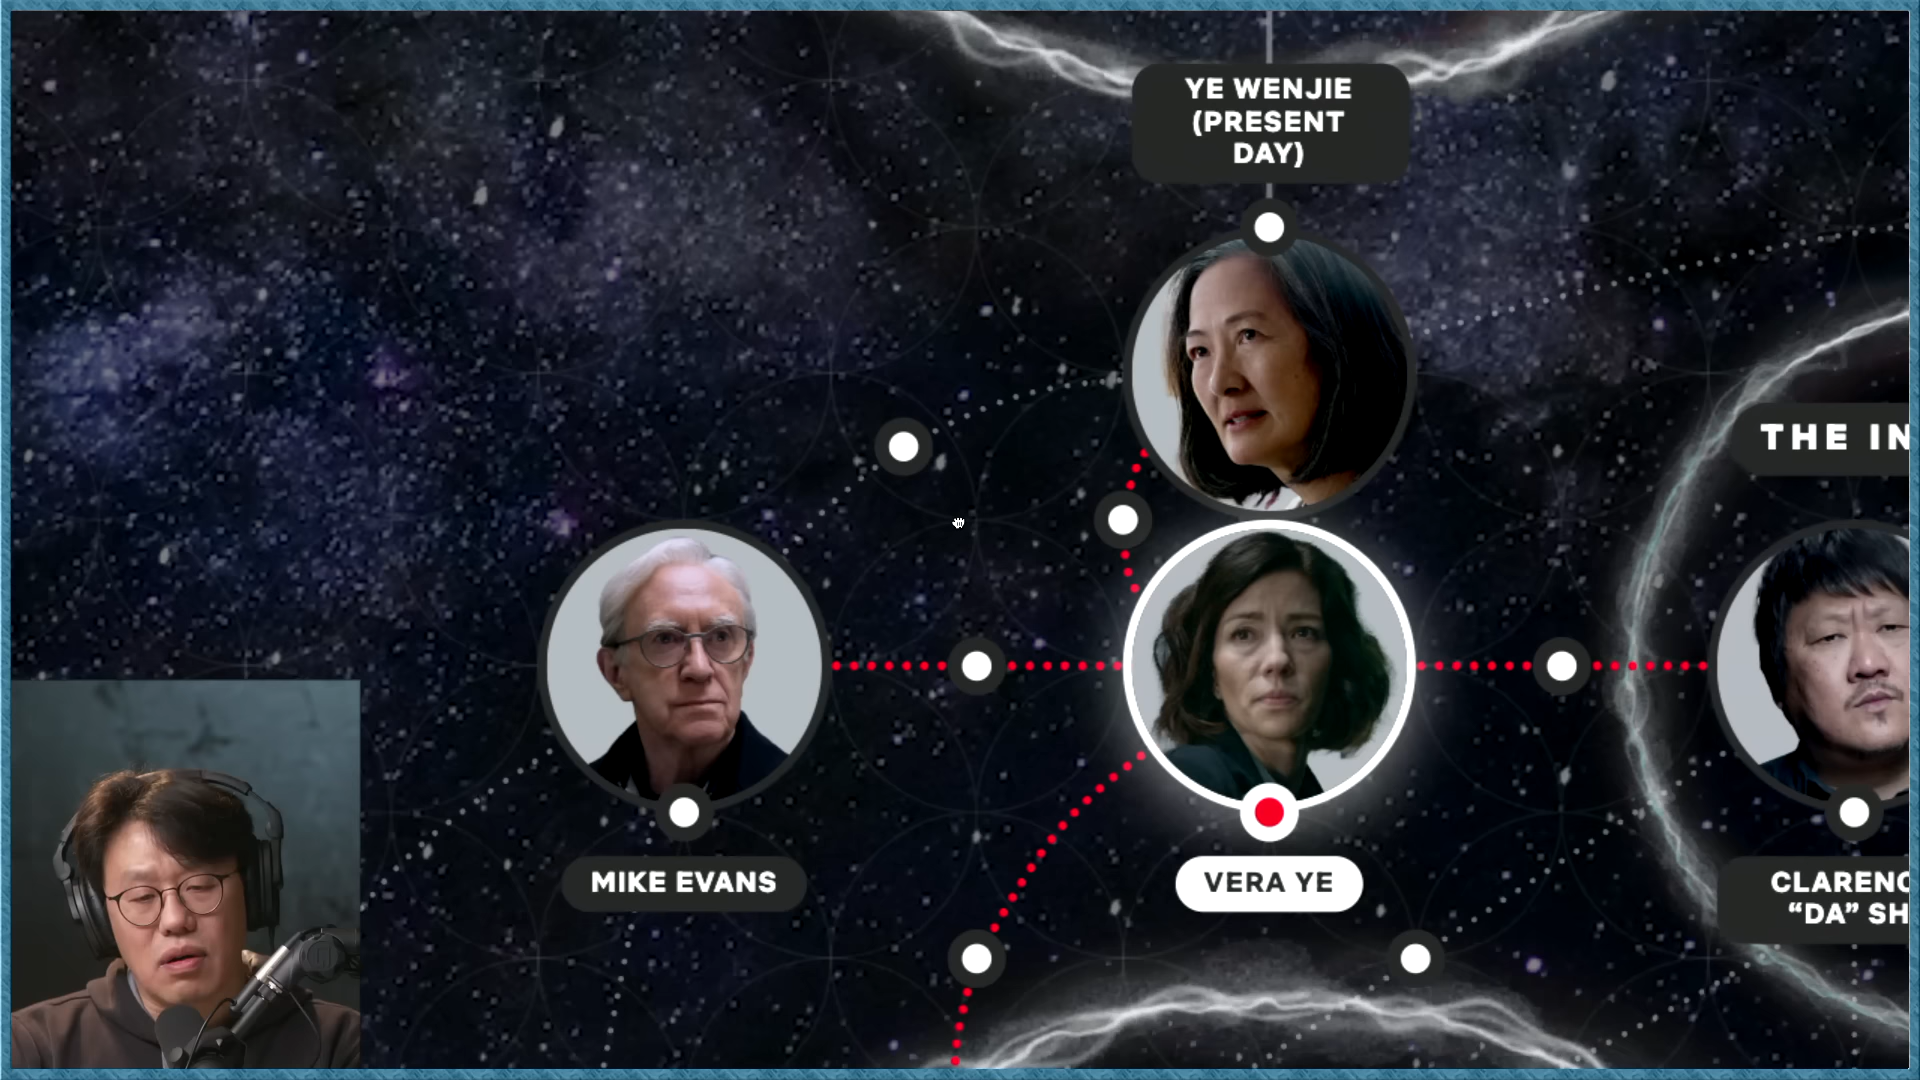 YE WENJIE
(PRESENT
DAY)
THE IN
MIKE EVANS
VERA YE
CLARENC
“DA” SH